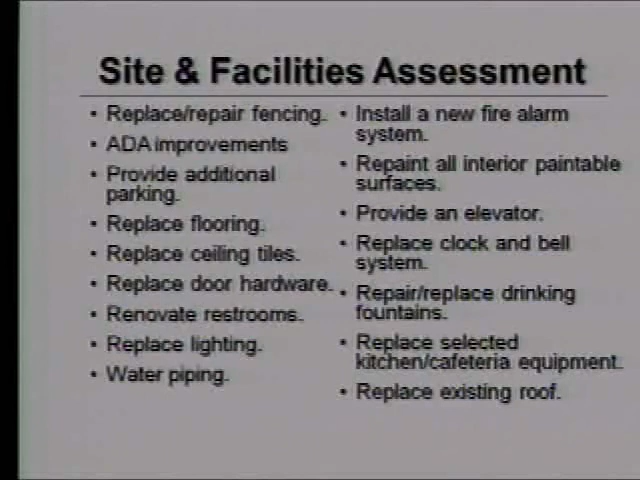 Site & Facilities Assessment
• Replace/repair fencing.
• ADA improvements
• Provide additional
parking.
• Replace flooring.
• Replace ceiling tiles.
• Replace door hardware.
• Renovate restrooms.
• Replace lighting.
• Water piping.
• Install a new fire alarm
system.
• Repaint all interior paintable
surfaces.
• Provide an elevator.
• Replace clock and bell
system.
• Repair/replace drinking
fountains.
• Replace selected
kitchen/cafeteria equipment.
• Replace existing roof.